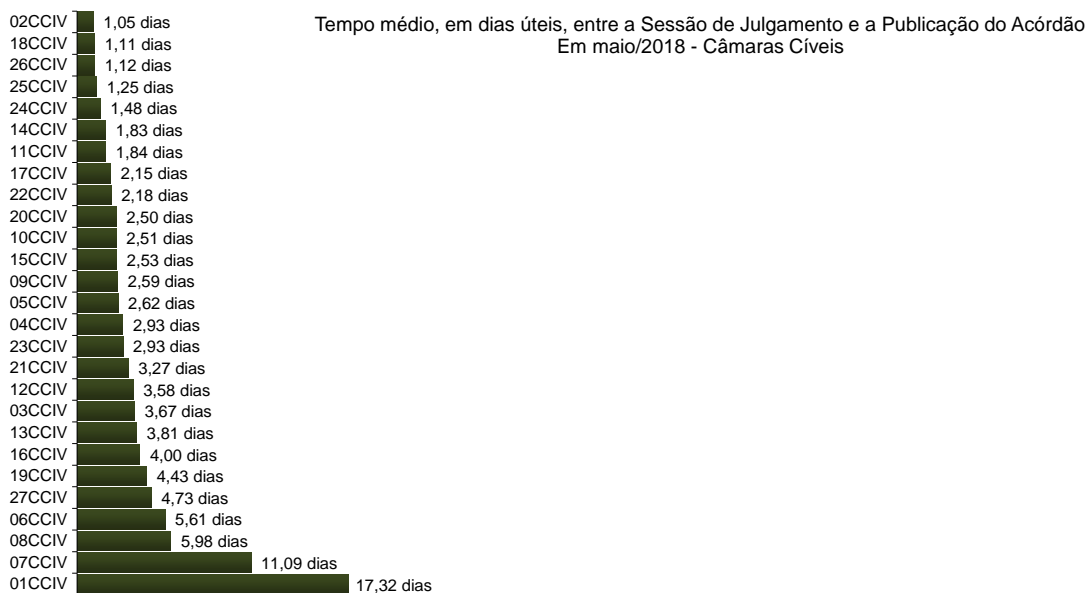 Tempo médio, em dias úteis, entre a Sessão de Julgamento e a Publicação do Acórdão
Em maio/2018 - Câmaras Cíveis
02CCIV 1,05 dias
18CCIV 1,11 dias
26CCIV 1,12 dias
25CCIV 1,25 dias
24CCIV 1,48 dias
14CCIV 1,83 dias
11CCIV 1,84 dias
17CCIV 2,15 dias
22CCIV 2,18 dias
20CCIV 2,50 dias
10CCIV 2,51 dias
15CCIV 2,53 dias
09CCIV 2,59 dias
05CCIV 2,62 dias
04CCIV 2,93 dias
23CCIV 2,93 dias
21CCIV 3,27 dias
12CCIV 3,58 dias
03CCIV 3,67 dias
13CCIV 3,81 dias
16CCIV 4,00 dias
19CCIV 4,43 dias
27CCIV 4,73 dias
06CCIV 5,61 dias
08CCIV 5,98 dias
07CCIV 11,09 dias
01CCIV 17,32 dias